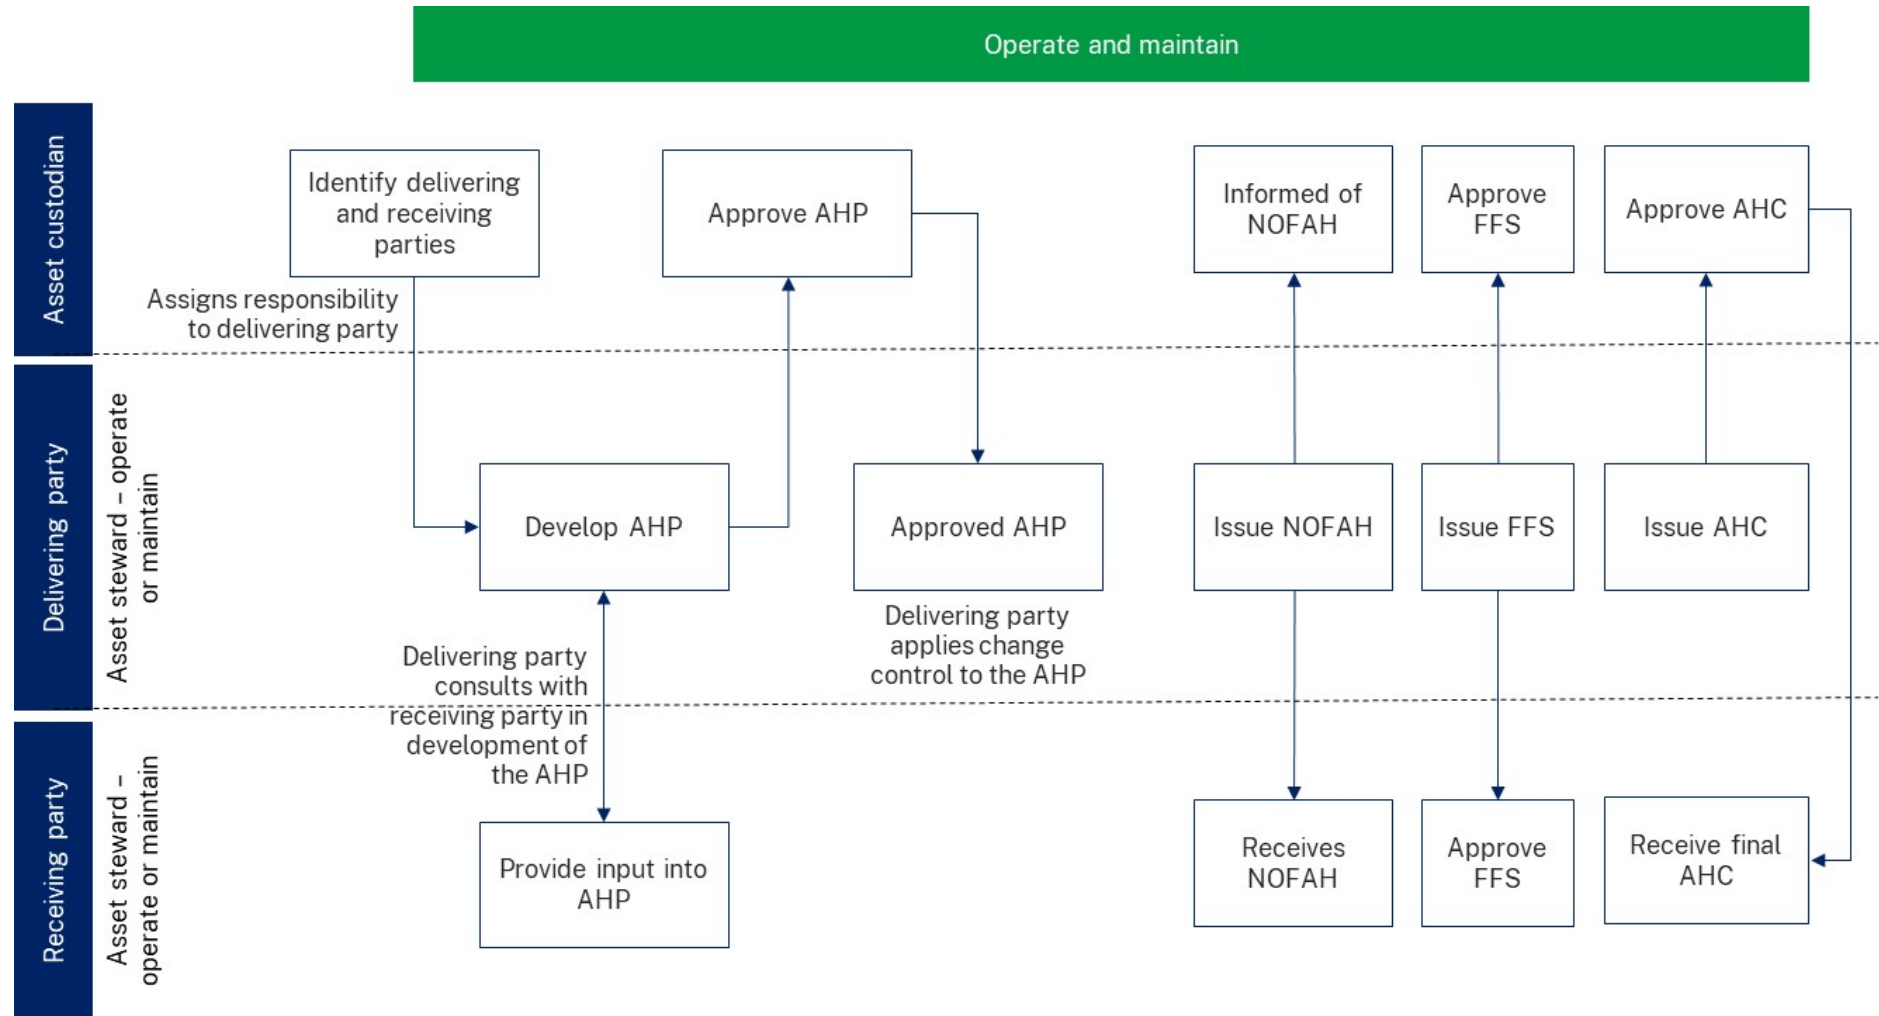 Operate and maintain
Asset custodian
Identify delivering
and receiving
parties
Approve AHP
Informed of
NOFAH
Approve
FFS
Approve AHC
Assigns responsibility
to delivering party
Delivering party
Asset steward – operate
or maintain
Develop AHP
Approved AHP
Issue NOFAH
Issue FFS
Issue AHC
Delivering party
applies change
control to the AHP
Delivering party
consults with
receiving party in
development of
the AHP
Receiving party
Asset steward –
operate or maintain
Provide input into
AHP
Receives
NOFAH
Approve
FFS
Receive final
AHC